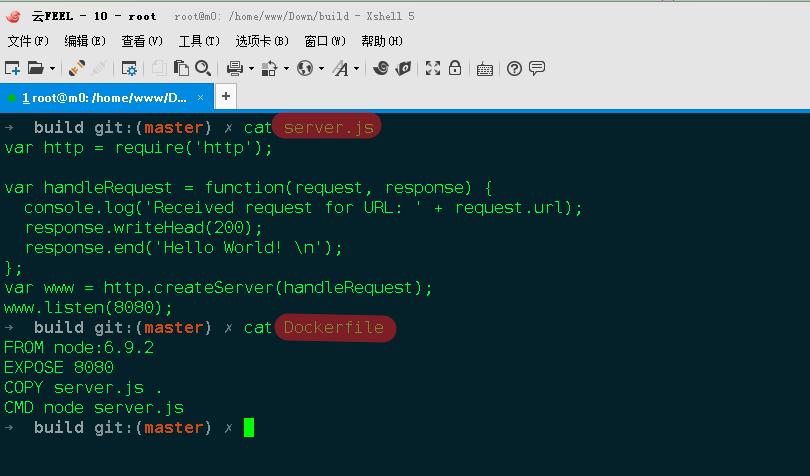 云FEEL - 10 - root root@m0: /home/www/Down/build - Xshell 5
文件(F) 编辑(E) 查看(V) 工具(T) 选项卡(B) 窗口(W) 帮助(H)
1 root@m0:/home/www/D... × +
→ build git:(master) ✗ cat server.js
var http = require('http');
var handleRequest = function(request, response) {
  console.log('Received request for URL: ' + request.url);
  response.writeHead(200);
  response.end('Hello World! \n');
};
var www = http.createServer(handleRequest);
www.listen(8080);
→ build git:(master) ✗ cat Dockerfile
FROM node:6.9.2
EXPOSE 8080
COPY server.js .
CMD node server.js
→ build git:(master) ✗